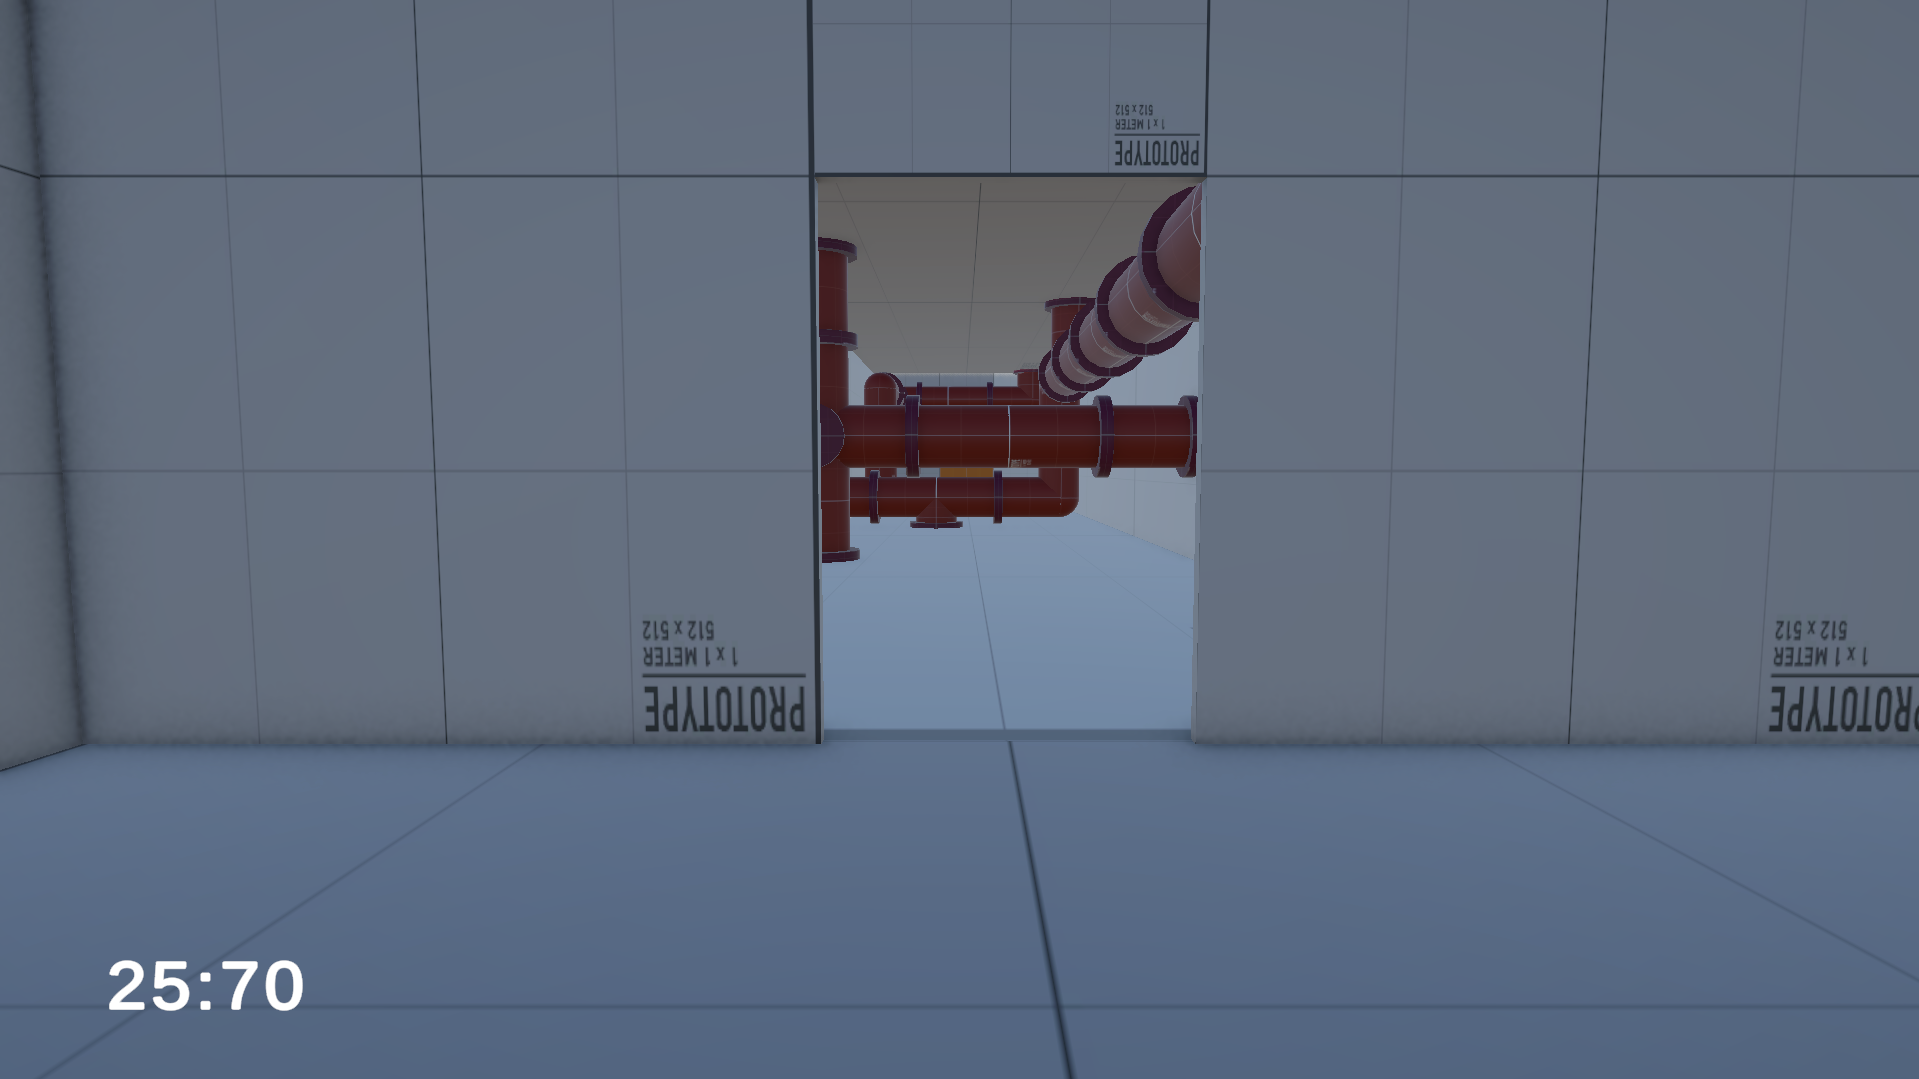 PROTOTYPE
1 x 1 METER
512 x 512
PROTOTYPE
1 x 1 METER
512 x 512
ROTOTYPE
1 x 1 METER
512 x 512
25:70